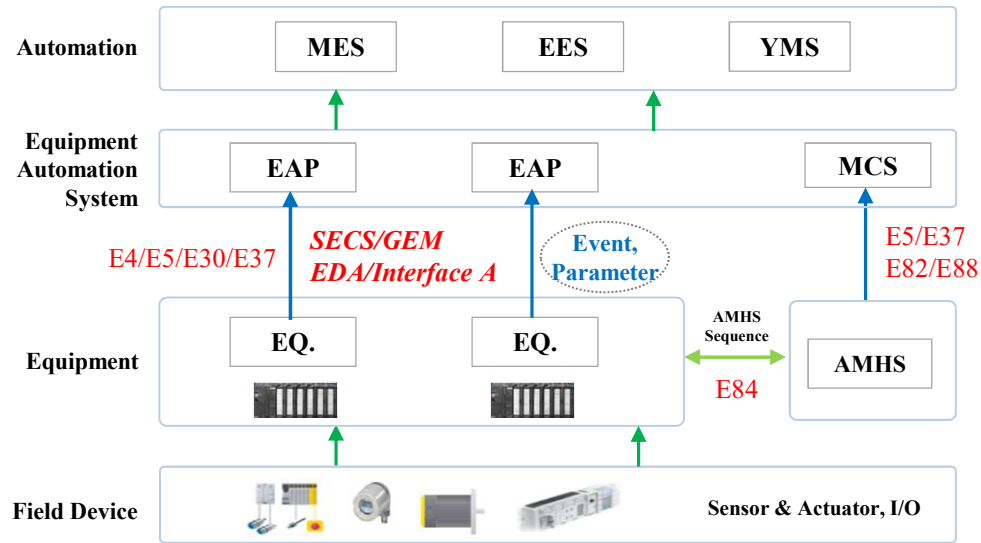 Automation
MES
EES
YMS
Equipment
Automation
System
EAP
EAP
MCS
E4/E5/E30/E37
SECS/GEM
EDA/Interface A
Event,
Parameter
E5/E37
E82/E88
Equipment
EQ.
EQ.
AMHS
Sequence
E84
AMHS
Field Device
Sensor & Actuator, I/O